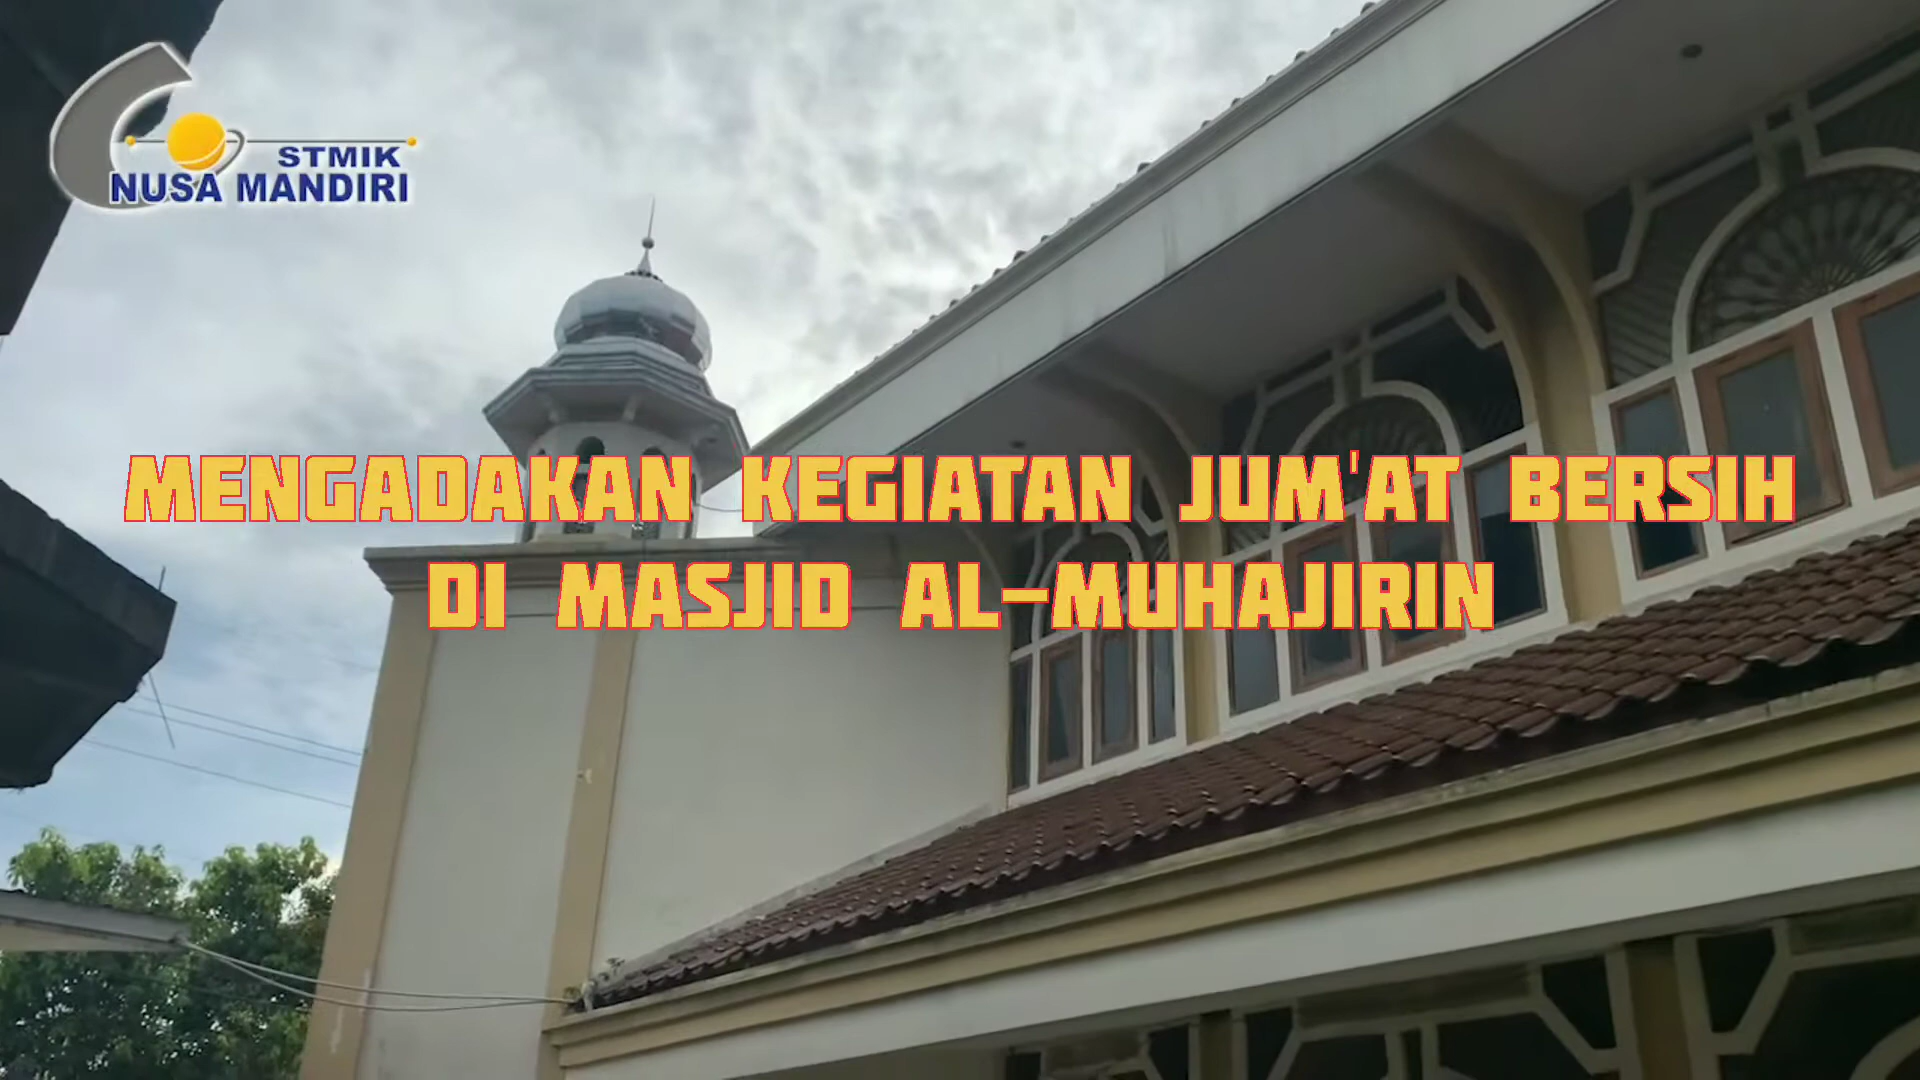 STMIK
NUSA MANDIRI
MENGADAKAN KEGIATAN JUM'AT BERSIH
DI MASJID AL-MUHAJIRIN